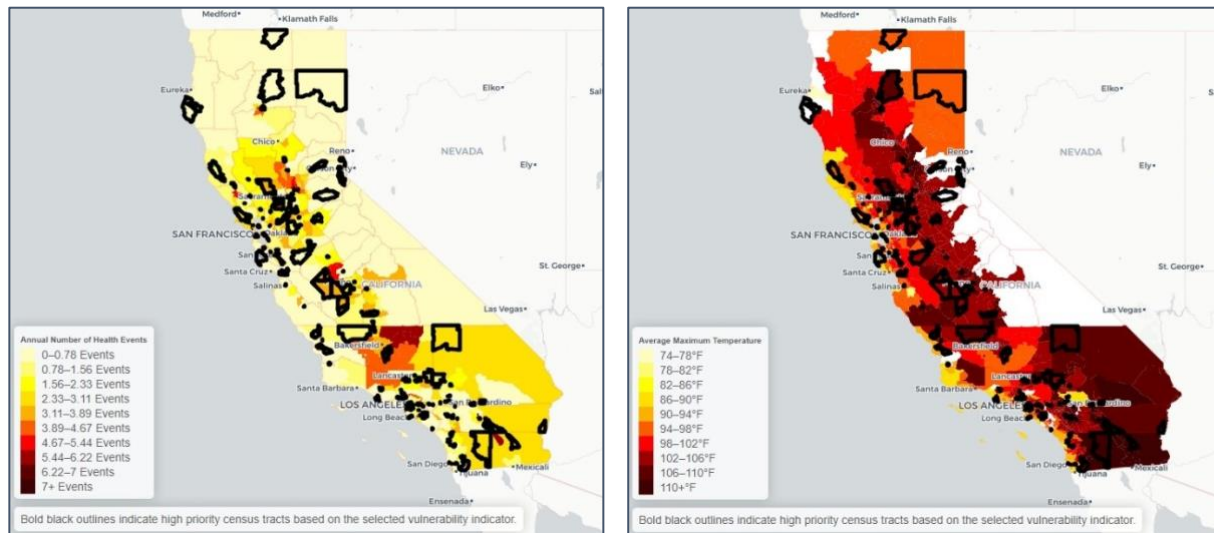 Medford
Klamath Falls
Eureka
Elko
Chico
Reno
NEVADA
Ely
SAN FRANCISCO
Santa Cruz
Salinas
CALIFORNIA
St. George
Las Vegas
Bakersfield
Lancaster
Santa Barbara
LOS ANGELES
Long Beach
San Diego
Tijuana
Mexicali
Ensenada
Annual Number of Health Events
0–0.78 Events
0.78–1.56 Events
1.56–2.33 Events
2.33–3.11 Events
3.11–3.89 Events
3.89–4.67 Events
4.67–5.44 Events
5.44–6.22 Events
6.22–7 Events
7+ Events
Bold black outlines indicate high priority census tracts based on the selected vulnerability indicator.
Medford
Klamath Falls
Eureka
Elko
Chico
Reno
NEVADA
Ely
SAN FRANCISCO
Santa Cruz
Salinas
CALIFORNIA
St. George
Las Vegas
Bakersfield
Lancaster
Santa Barbara
LOS ANGELES
Long Beach
San Diego
Tijuana
Mexicali
Ensenada
Average Maximum Temperature
74–78°F
78–82°F
82–86°F
86–90°F
90–94°F
94–98°F
98–102°F
102–106°F
106–110°F
110+°F
Bold black outlines indicate high priority census tracts based on the selected vulnerability indicator.